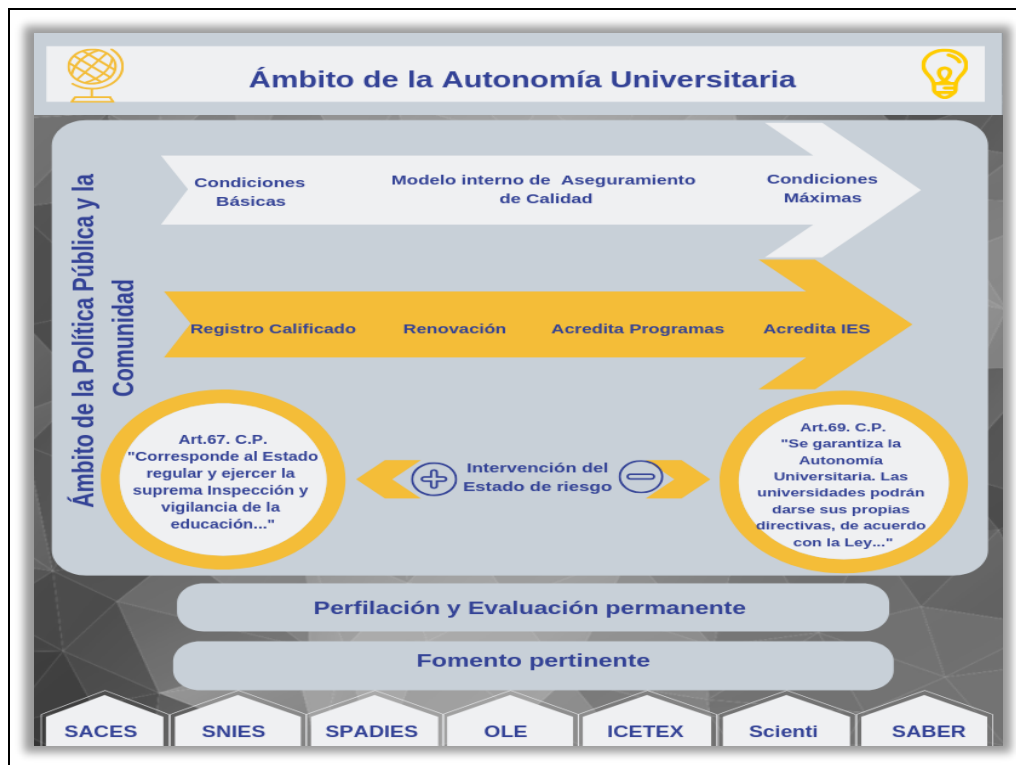 Ámbito de la Autonomía Universitaria
Ámbito de la Política Pública y la
Comunidad
Condiciones
Básicas
Modelo interno de Aseguramiento
de Calidad
Condiciones
Máximas
Registro Calificado
Renovación
Acredita Programas
Acredita IES
Art.67. C.P.
"Corresponde al Estado
regular y ejercer la
suprema Inspección y
vigilancia de la
educación..."
Intervención del
Estado de riesgo
Art.69. C.P.
"Se garantiza la
Autonomía
Universitaria. Las
universidades podrán
darse sus propias
directivas, de acuerdo
con la Ley..."
Perfilación y Evaluación permanente
Fomento pertinente
SACES
SNIES
SPADIES
OLE
ICETEX
Scienti
SABER